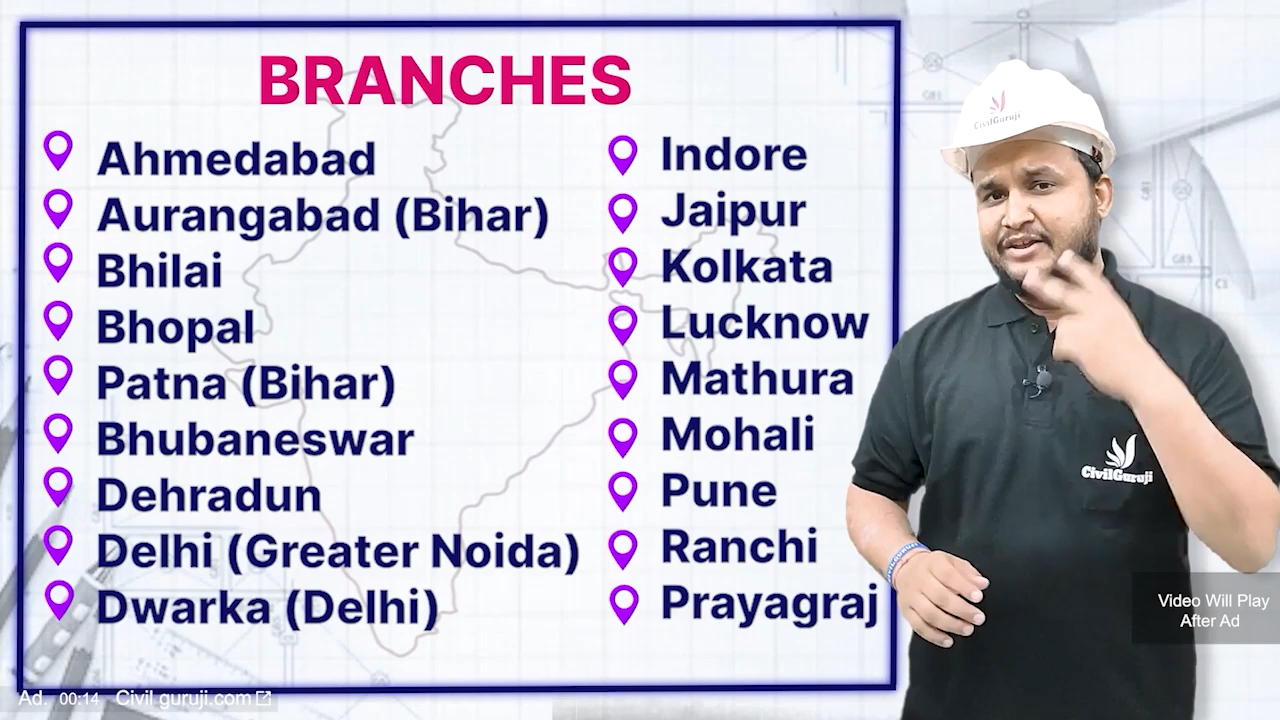 BRANCHES
Ahmedabad
Aurangabad (Bihar)
Bhilai
Bhopal
Patna (Bihar)
Bhubaneswar
Dehradun
Delhi (Greater Noida)
Dwarka (Delhi)
Indore
Jaipur
Kolkata
Lucknow
Mathura
Mohali
Pune
Ranchi
Prayagraj
CivilGuruji
CivilGuruji
Video Will Play
After Ad
Ad. 00:14 Civil guruji.com